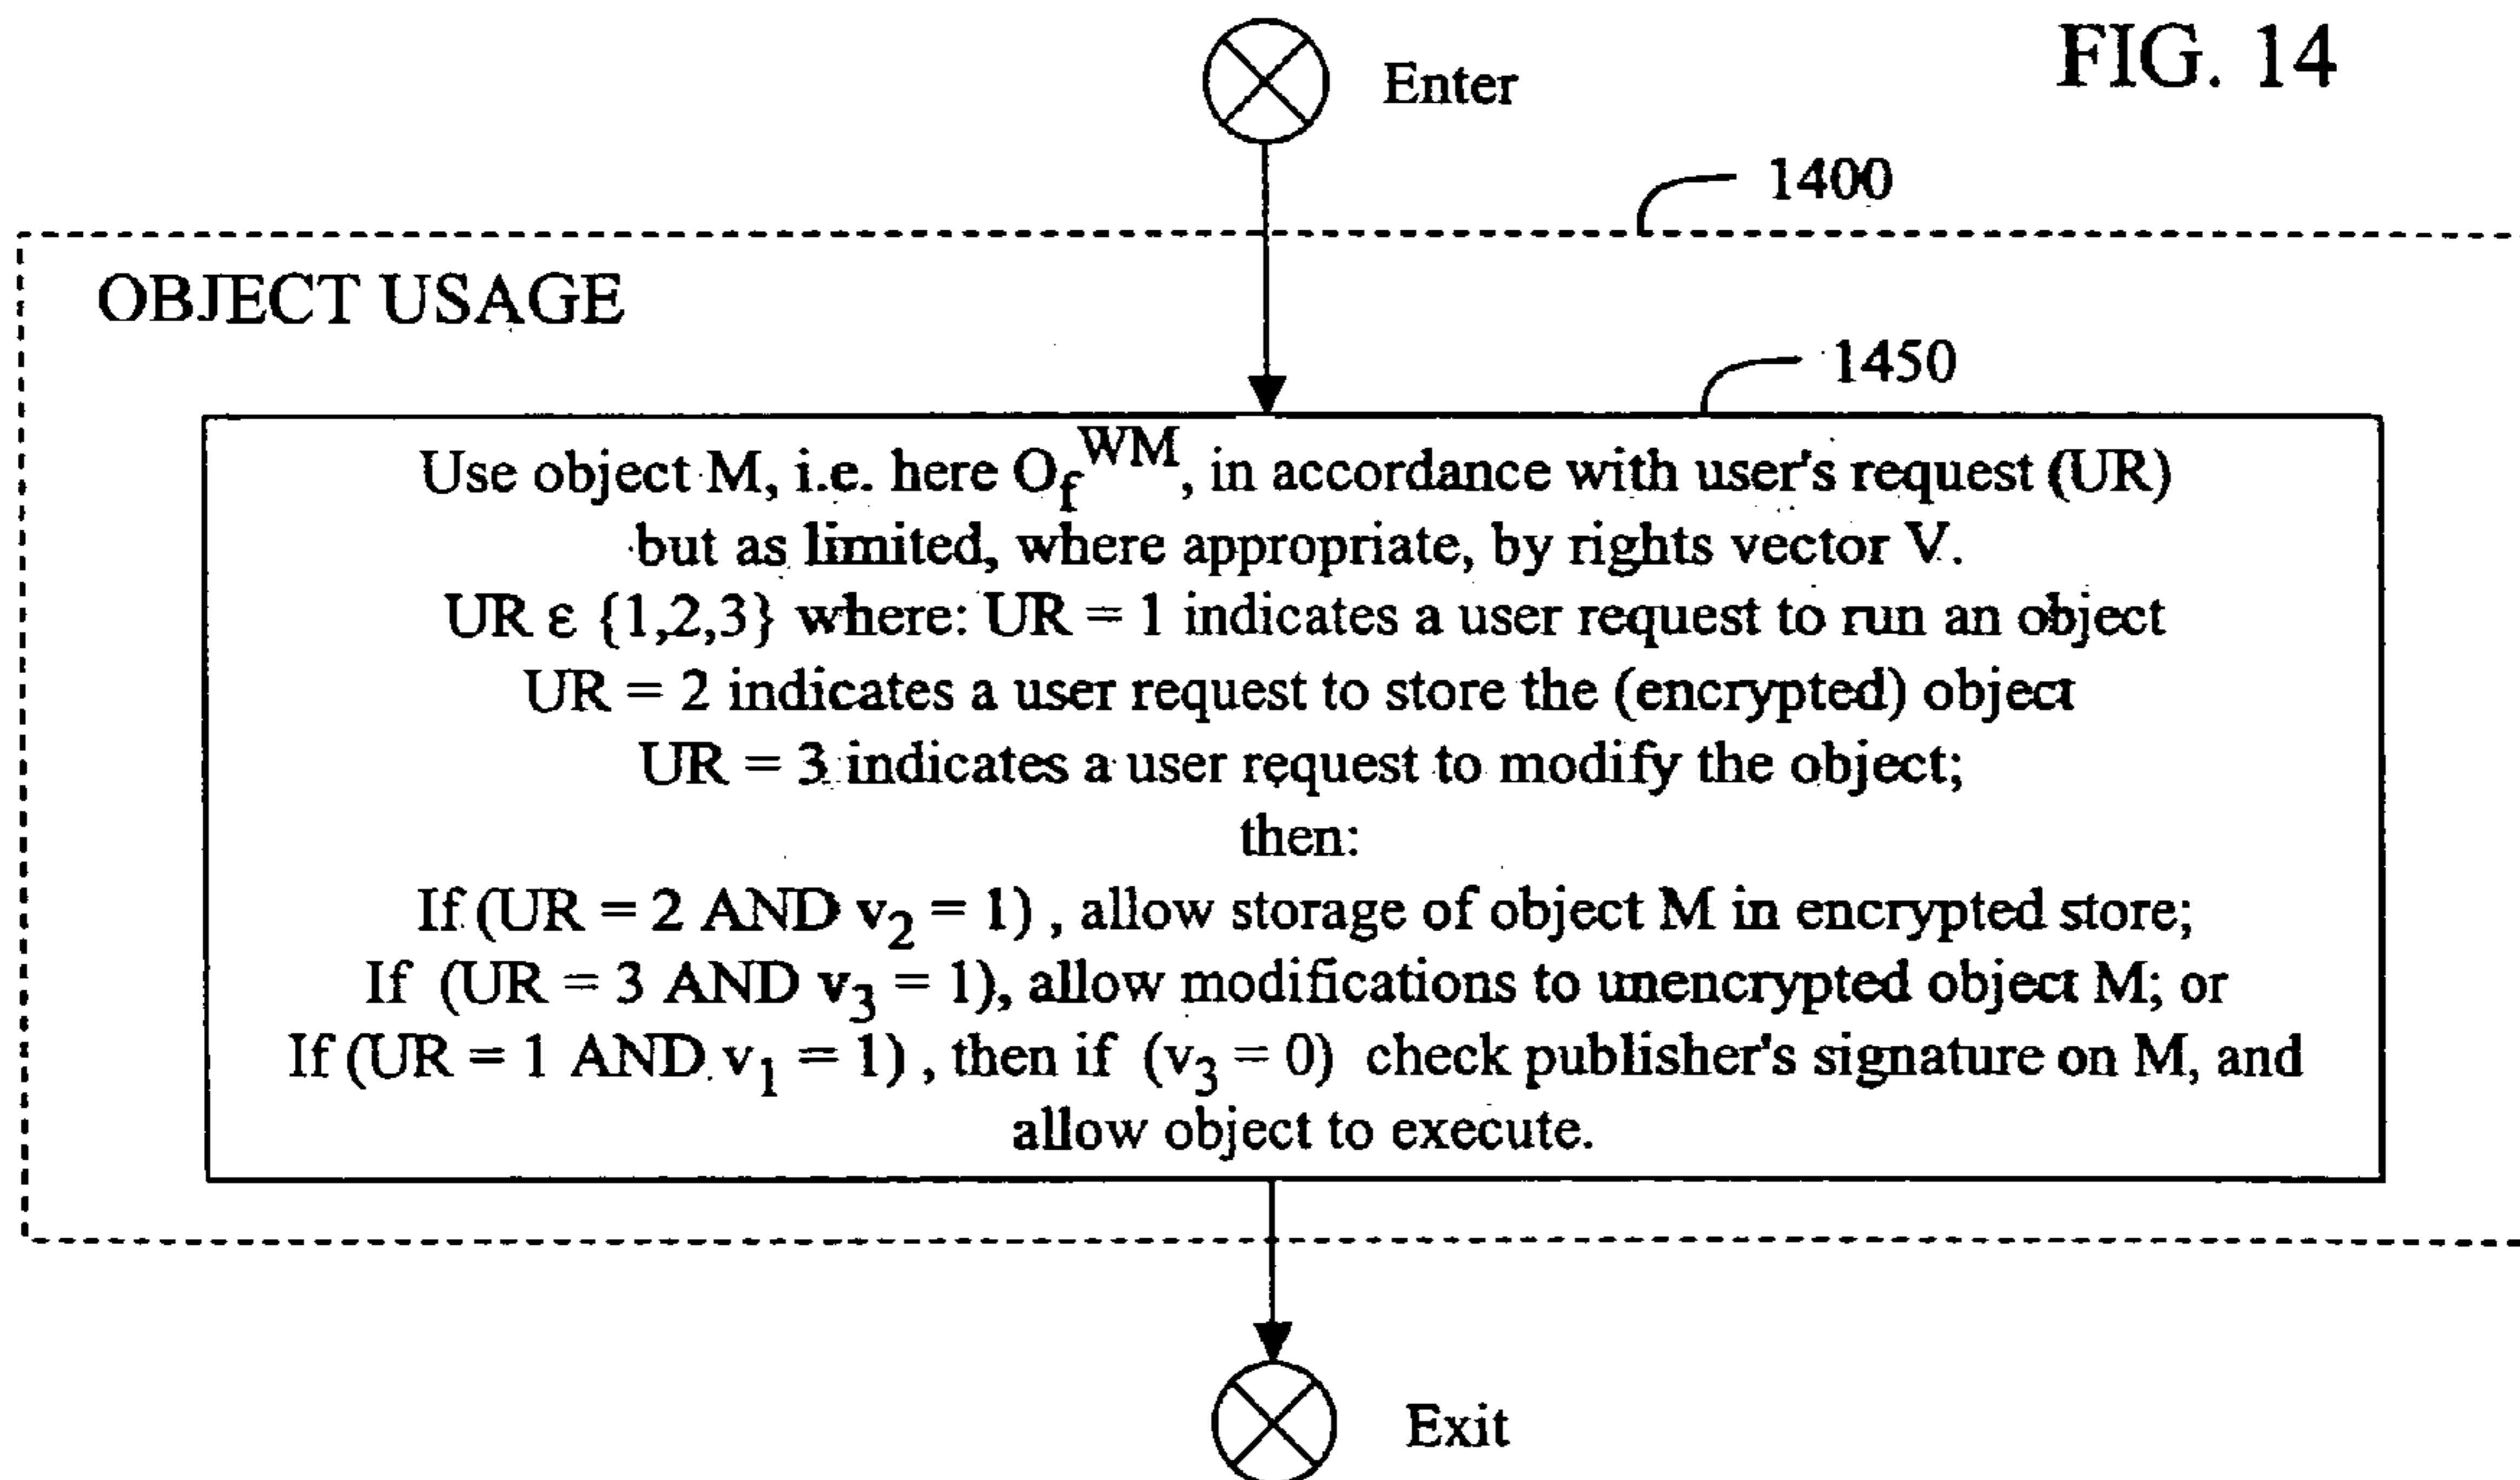 FIG. 14
Enter
1400
OBJECT USAGE
1450
Use object M, i.e. here O_f^WM, in accordance with user's request (UR)
but as limited, where appropriate, by rights vector V.
UR ε {1,2,3} where: UR = 1 indicates a user request to run an object
UR = 2 indicates a user request to store the (encrypted) object
UR = 3 indicates a user request to modify the object;
then:
If (UR = 2 AND v₂ = 1) , allow storage of object M in encrypted store;
If (UR = 3 AND v₃ = 1), allow modifications to unencrypted object M; or
If (UR = 1 AND v₁ = 1) , then if (v₃ = 0) check publisher's signature on M, and
allow object to execute.
Exit